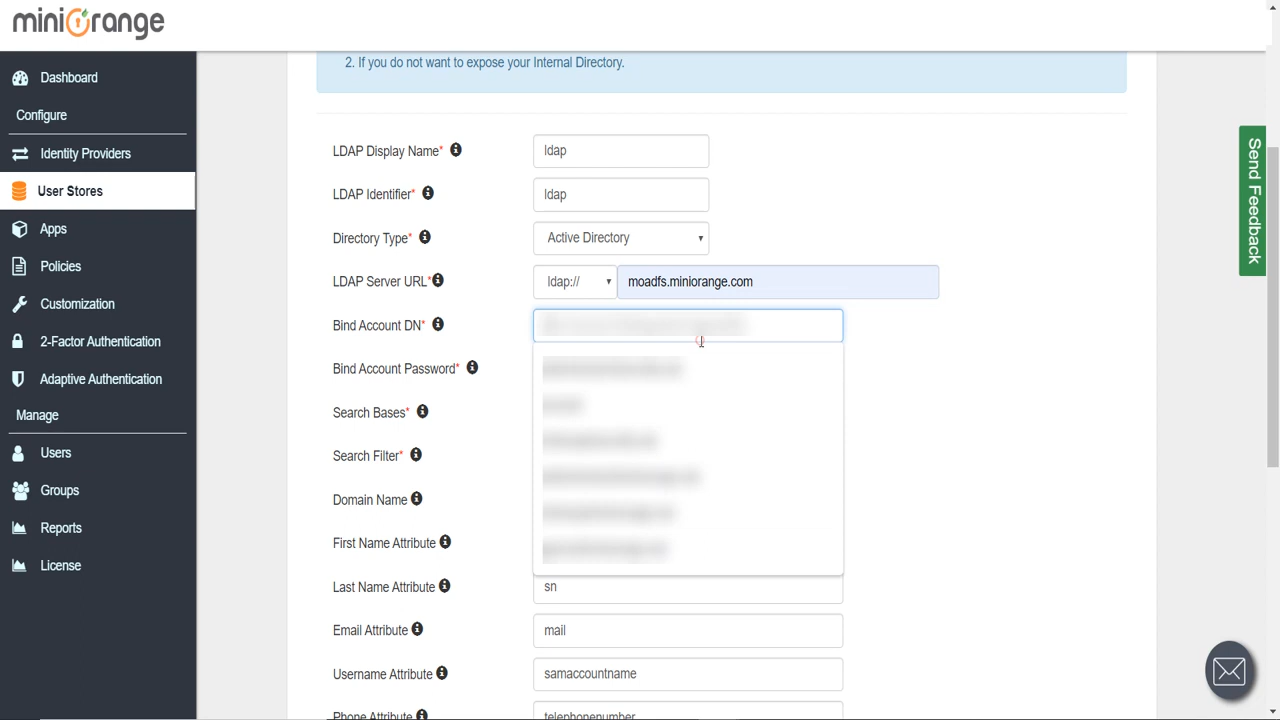 miniOrange
Dashboard
Configure
Identity Providers
User Stores
Apps
Policies
Customization
2-Factor Authentication
Adaptive Authentication
Manage
Users
Groups
Reports
License
2. If you do not want to expose your Internal Directory.
LDAP Display Name* ldap
LDAP Identifier* ldap
Directory Type* Active Directory
LDAP Server URL* ldap:// moadfs.miniorange.com
Bind Account DN*
Bind Account Password*
Search Bases*
Search Filter*
Domain Name
First Name Attribute
Last Name Attribute sn
Email Attribute mail
Username Attribute samaccountname
Phone Attribute telephonenumber
Send Feedback